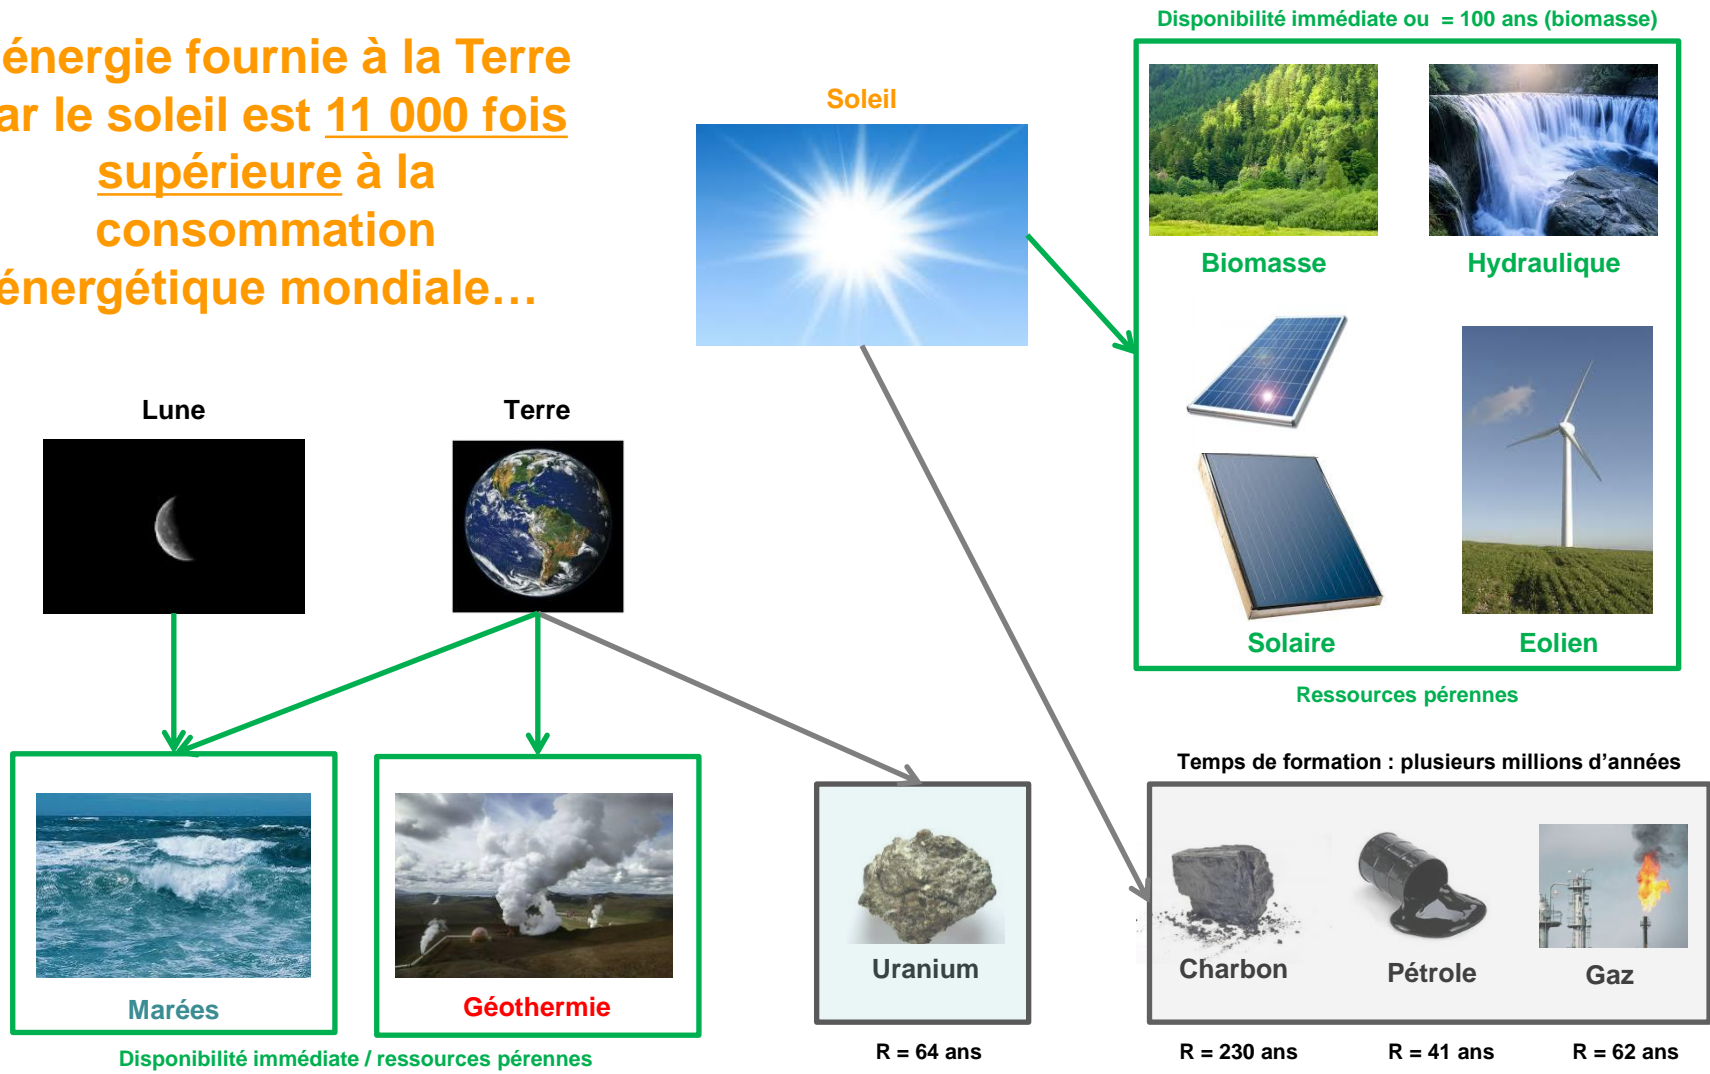 Disponibilité immédiate ou = 100 ans (biomasse)
énergie fournie à la Terre
ar le soleil est 11 000 fois
supérieure à la
consommation
énergétique mondiale…
Soleil
Biomasse
Hydraulique
Lune
Terre
Solaire
Eolien
Ressources pérennes
Temps de formation : plusieurs millions d’années
Uranium
Charbon
Pétrole
Gaz
Marées
Géothermie
R = 64 ans
R = 230 ans
R = 41 ans
R = 62 ans
Disponibilité immédiate / ressources pérennes